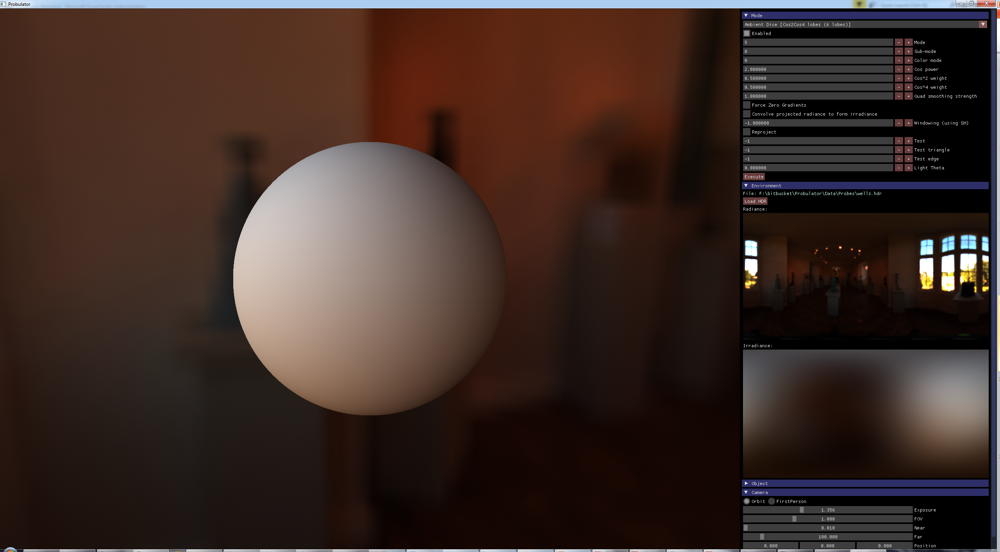 Probulator
Mode
Ambient Dice [Cos2Cos4 lobes (6 lobes)]
Enabled
5 - + Mode
0 - + Sub-mode
0 - + Color mode
2.000000 - + Cos power
0.500000 - + Cos^2 weight
0.500000 - + Cos^4 weight
1.000000 - + Quad smoothing strength
Force Zero Gradients
Convolve projected radiance to form irradiance
-1.000000 - + Windowing (using SH)
Reproject
-1 - + Test
-1 - + Test triangle
-1 - + Test edge
0.000000 - + Light Theta
Execute
Environment
File: F:\bitbucket\Probulator\Data\Probes\wells.hdr
Load HDR
Radiance:
Irradiance:
Object
Camera
Orbit FirstPerson
1.356 Exposure
1.000 FOV
0.010 Near
100.000 Far
0.000 0.000 0.000 Position